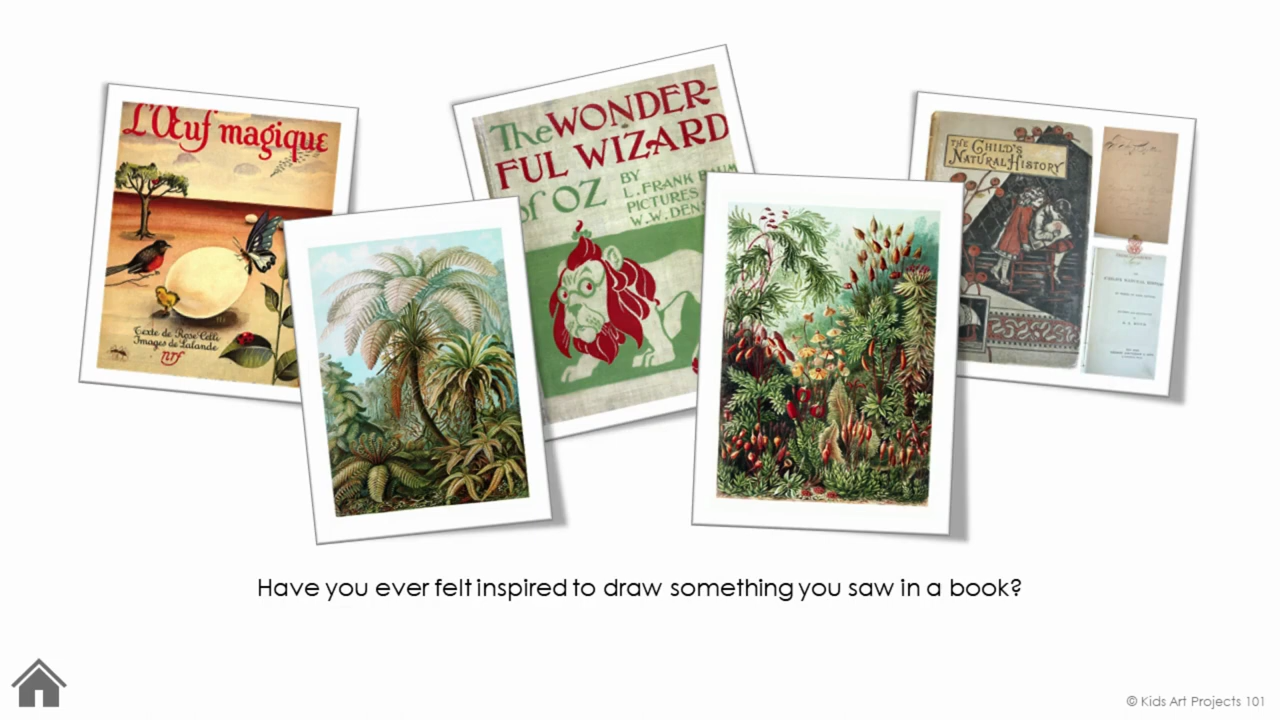 L'Œuf magique
Texte de Rose Celli
Images de Lalande
nrf
The WONDER-
FUL WIZARD
of OZ
BY
L. FRANK BAUM
PICTURES
W. W. DEN
THE CHILD'S
NATURAL HISTORY
Have you ever felt inspired to draw something you saw in a book?
© Kids Art Projects 101